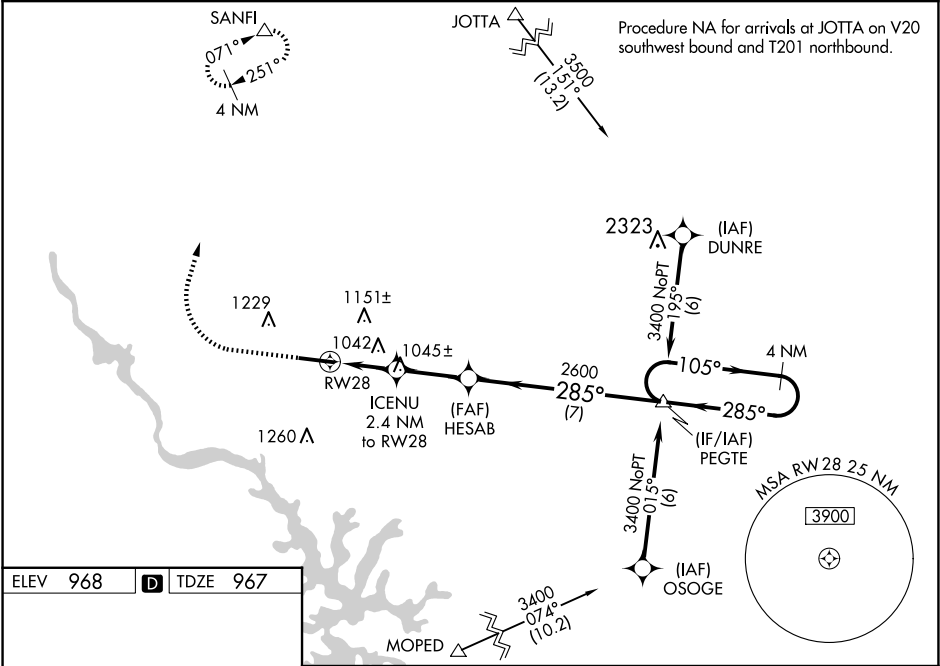 SANFI
071°
251°
4 NM
JOTTA
3500
151°
(13.2)
Procedure NA for arrivals at JOTTA on V20
southwest bound and T201 northbound.
2323
(IAF)
DUNRE
3400 NoPT
195°
(6)
1229
1151±
1042
1045±
RW28
ICENU
2.4 NM
to RW28
(FAF)
HESAB
2600
285°
(7)
105°
4 NM
285°
(IF/IAF)
PEGTE
1260
3400 NoPT
015°
(6)
(IAF)
OSOGE
MSA RW 28 25 NM
3900
ELEV 968 D TDZE 967
MOPED
3400
074°
(10.2)